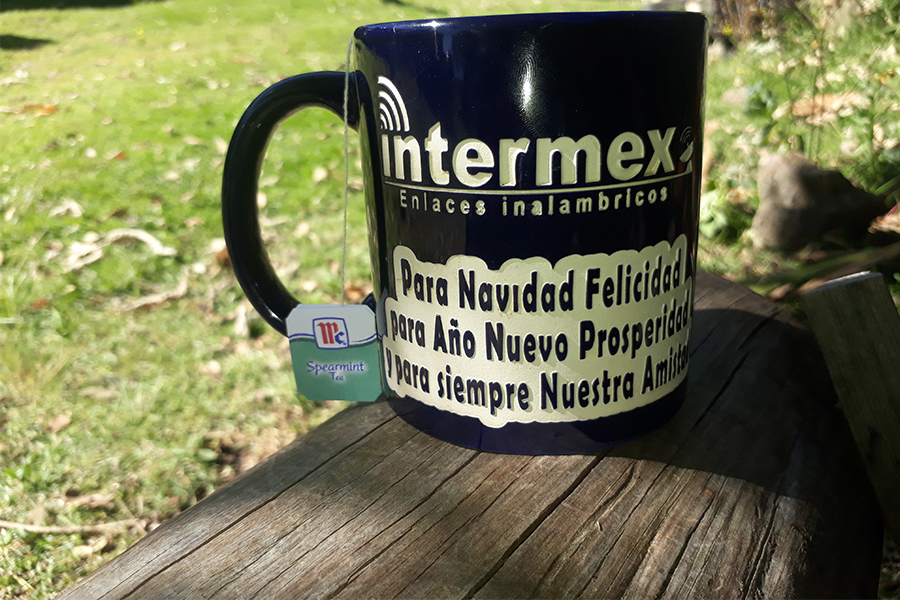 intermex
Enlaces inalambricos
Para Navidad Felicidad
para Año Nuevo Prosperidad
y para siempre Nuestra Amista
Mc
Spearmint
Tea